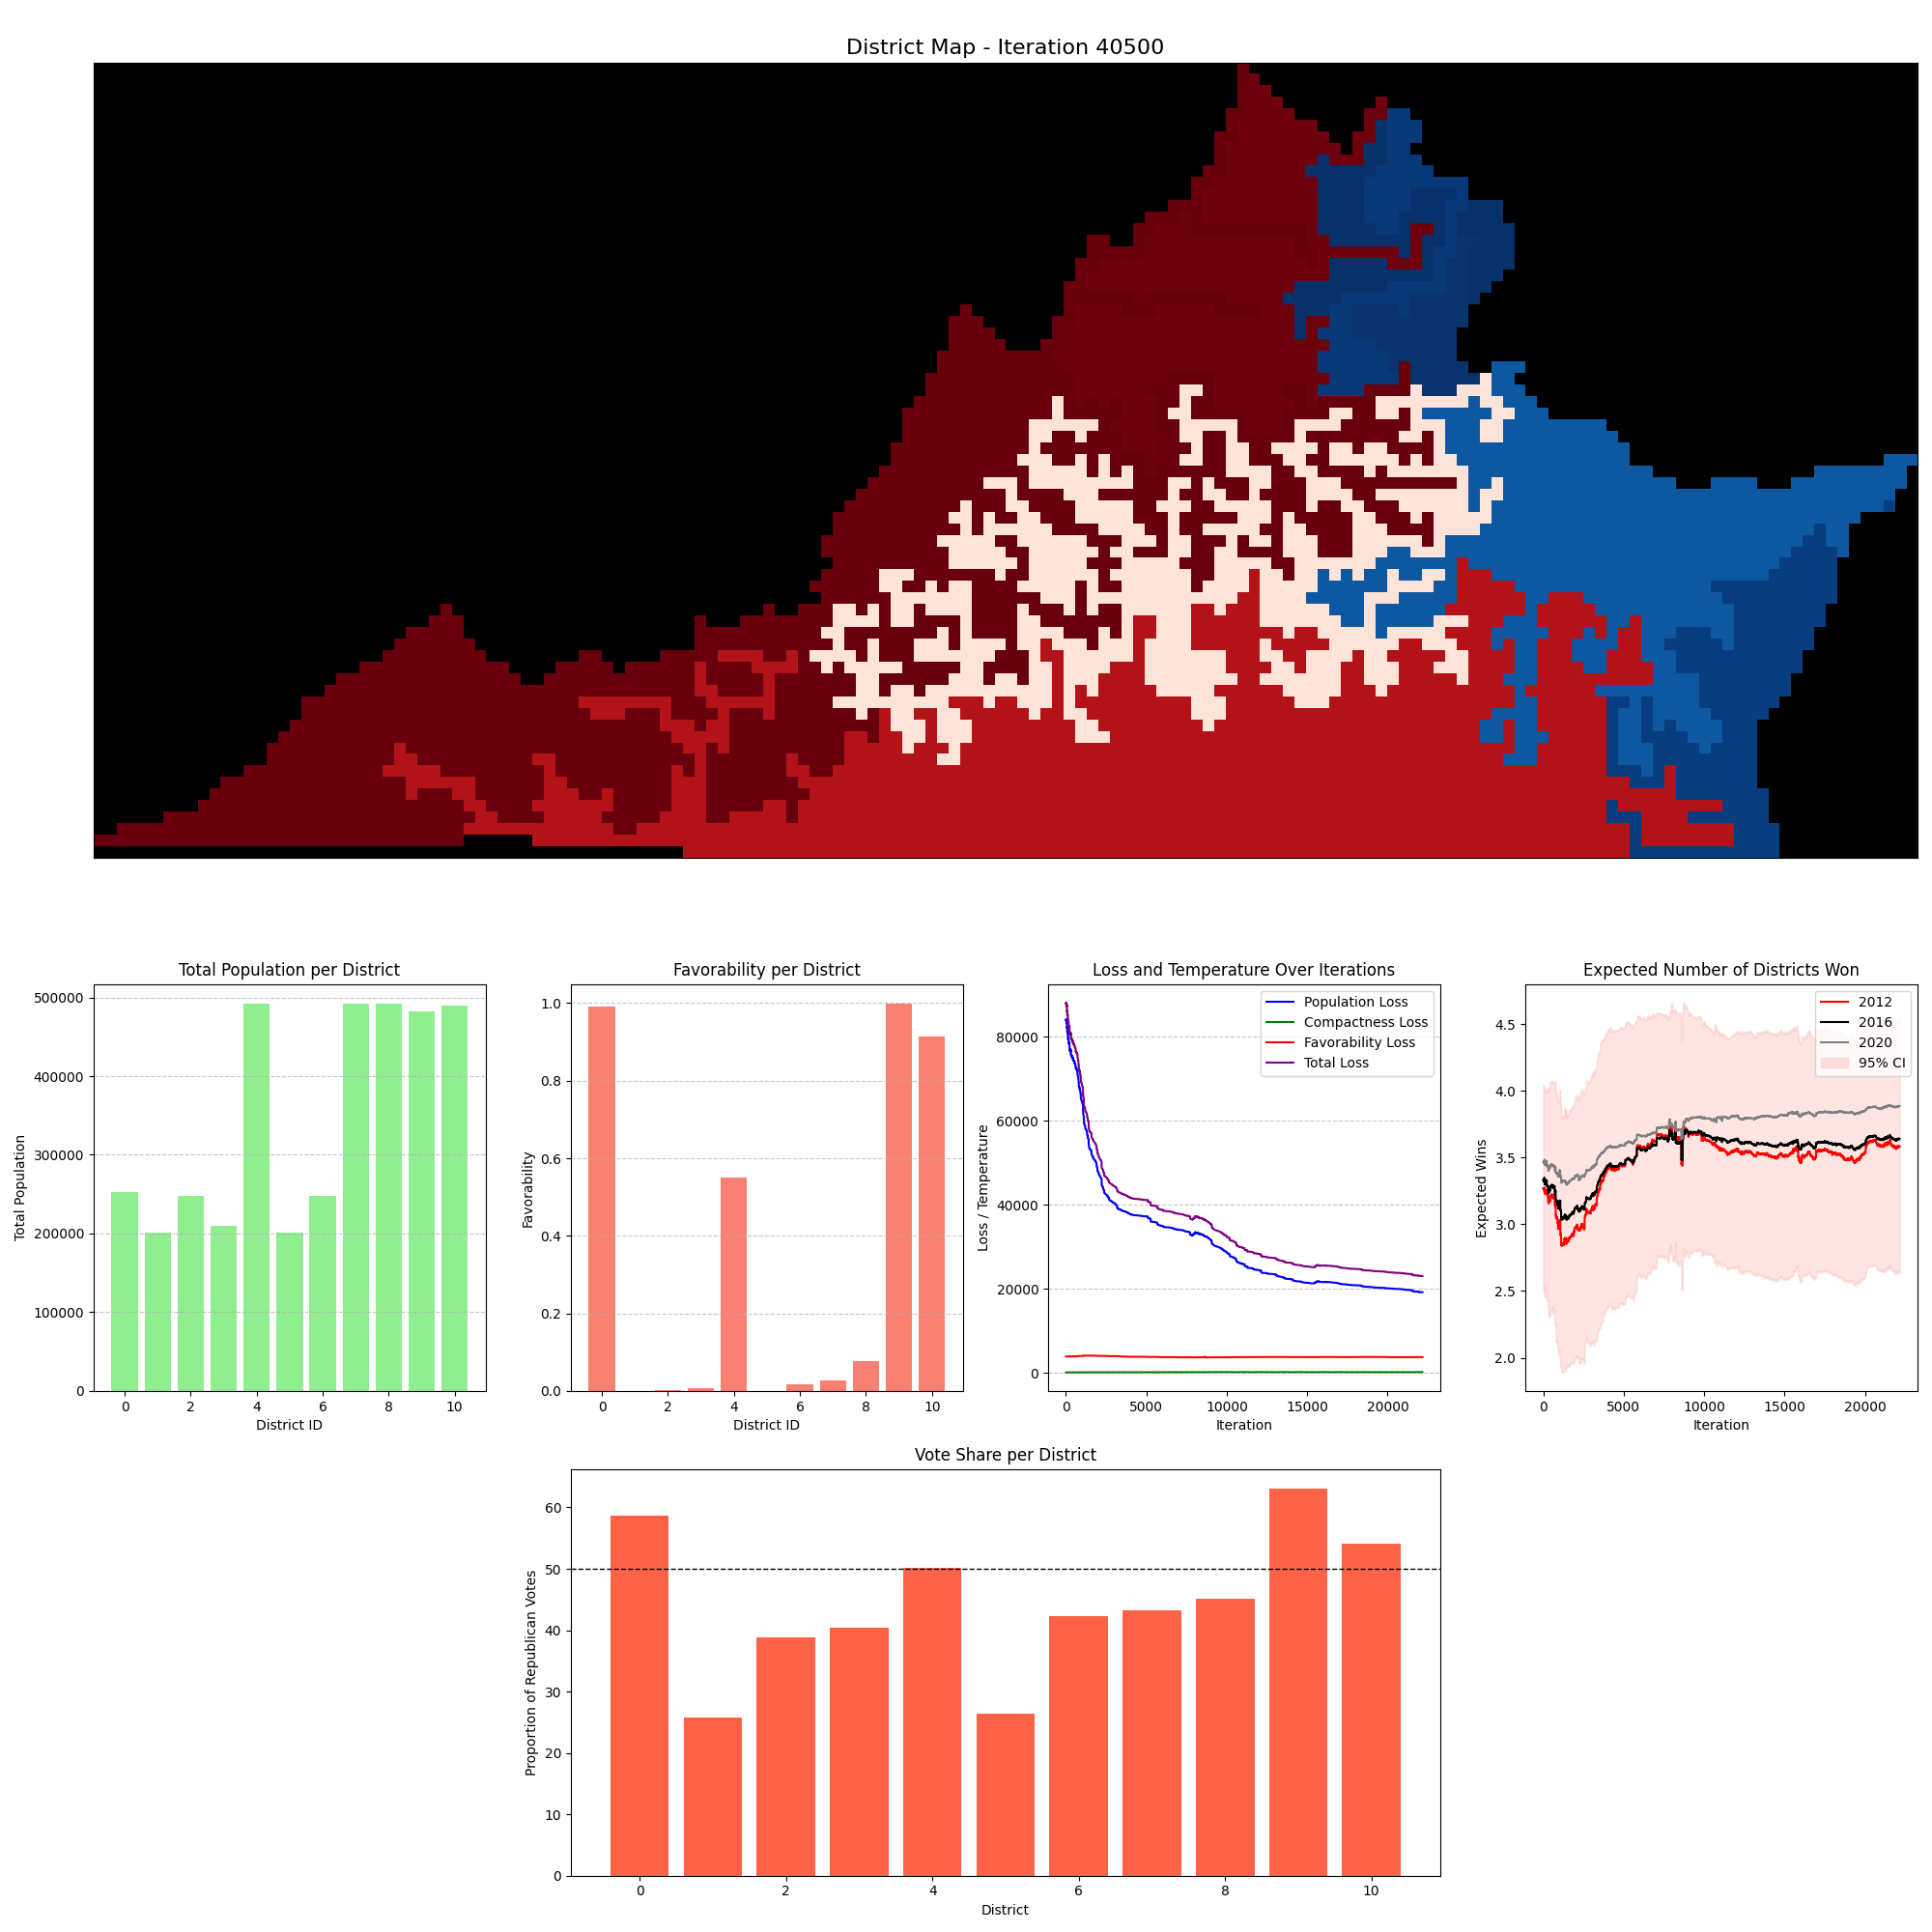 District Map - Iteration 40500
Total Population per District
Total Population
500000
400000
300000
200000
100000
0
0 2 4 6 8 10
District ID
Favorability per District
Favorability
1.0
0.8
0.6
0.4
0.2
0.0
0 2 4 6 8 10
District ID
Loss and Temperature Over Iterations
Loss / Temperature
80000
60000
40000
20000
0
Population Loss
Compactness Loss
Favorability Loss
Total Loss
0 5000 10000 15000 20000
Iteration
Expected Number of Districts Won
Expected Wins
4.5
4.0
3.5
3.0
2.5
2.0
2012
2016
2020
95% CI
0 5000 10000 15000 20000
Iteration
Vote Share per District
Proportion of Republican Votes
60
50
40
30
20
10
0
0 2 4 6 8 10
District